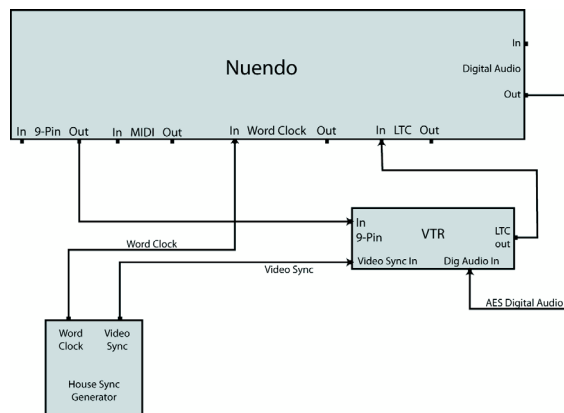 Nuendo
In
Digital Audio
Out
In 9-Pin Out In MIDI Out In Word Clock Out In LTC Out
In
9-Pin
VTR
LTC
out
Video Sync In Dig Audio In
Word Clock
Video Sync
AES Digital Audio
Word
Clock
Video
Sync
House Sync
Generator